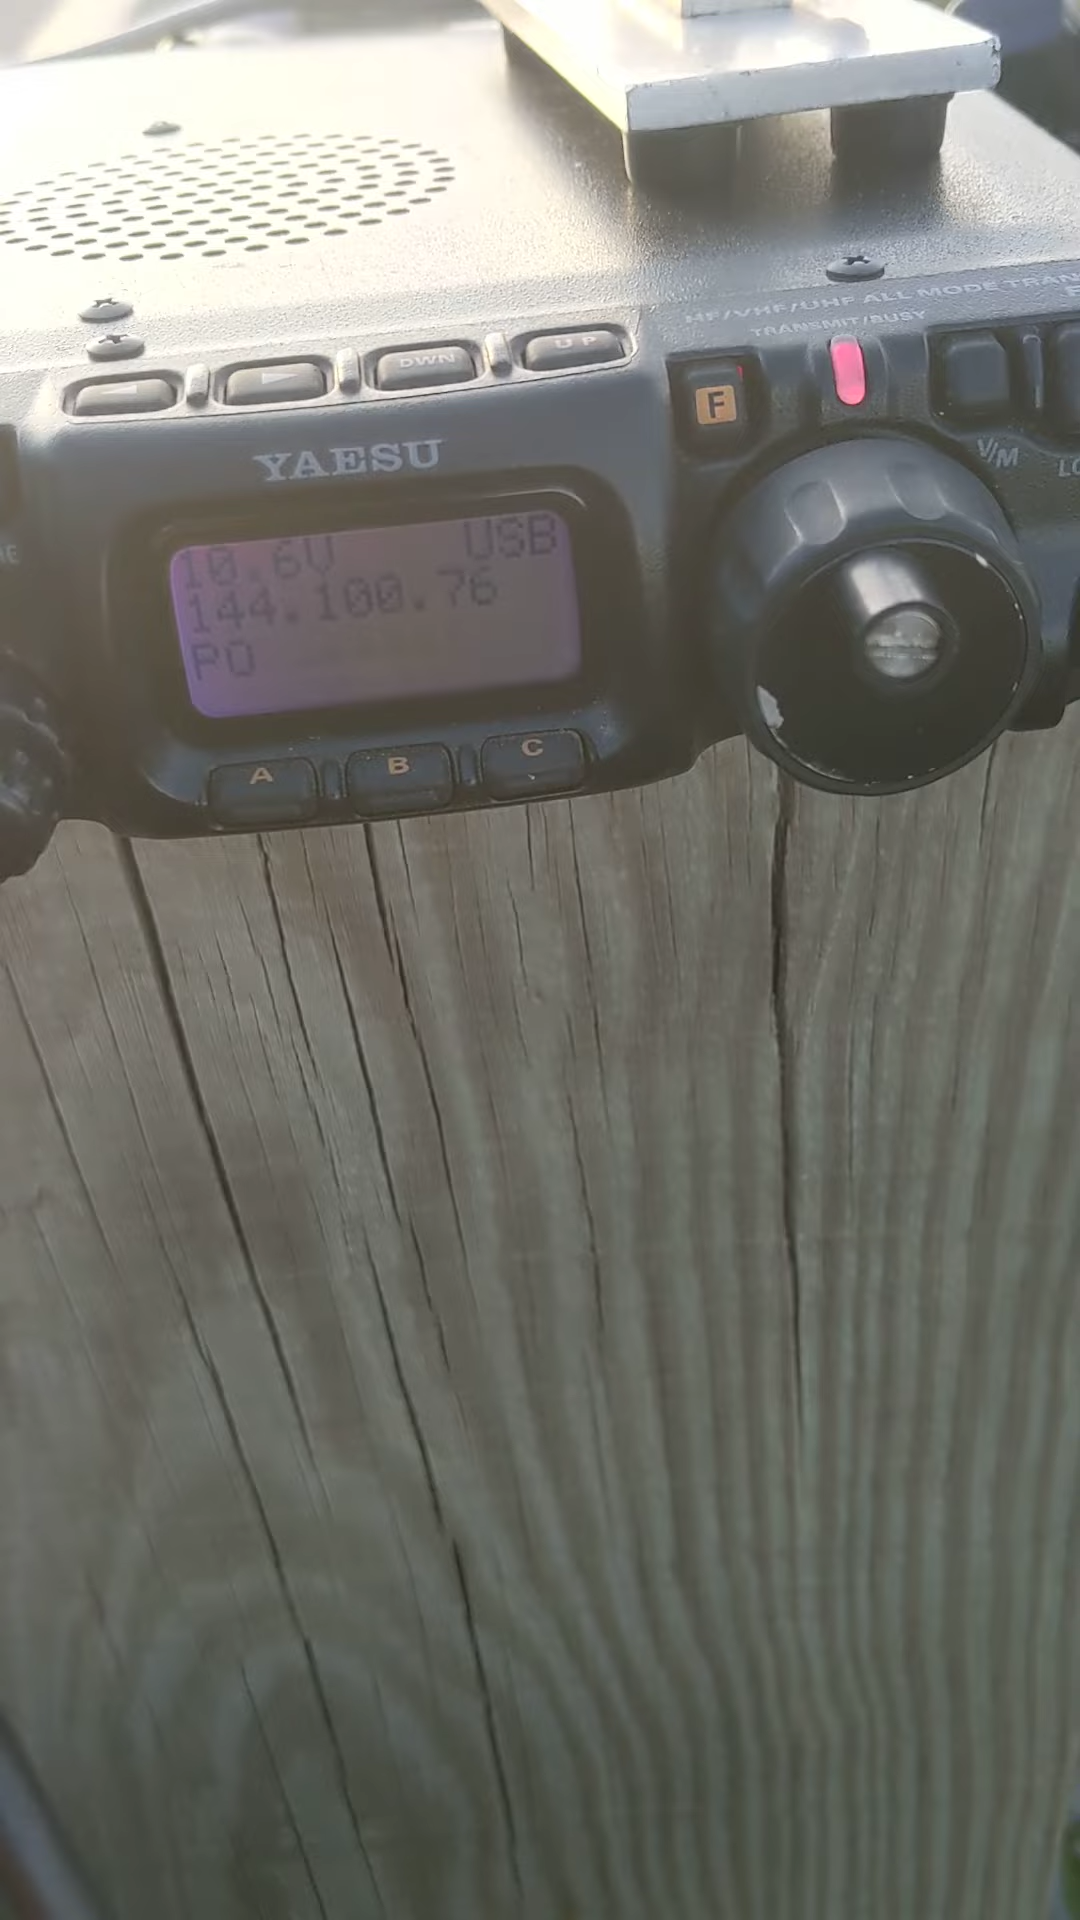 HF/VHF/UHF ALL MODE TRAN
TRANSMIT/BUSY
DWN
UP
F
V/M
YAESU
10.6V USB
144.100.76
PO
A
B
C